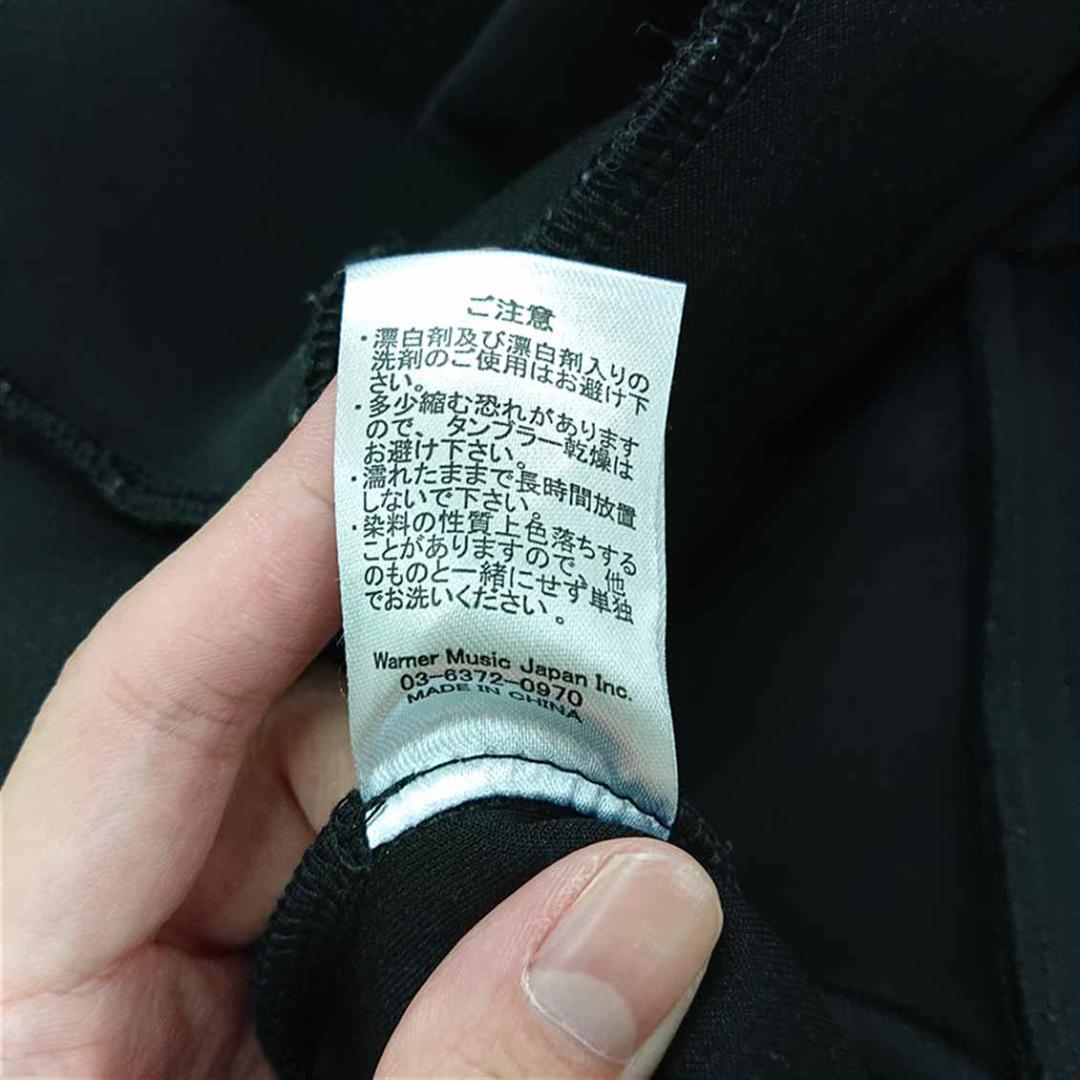 ご注意
・漂白剤及び漂白剤入りの
洗剤のご使用はお避け下
さい。
・多少縮む恐れがあります
ので、タンブラー乾燥は
お避け下さい。
・濡れたままで長時間放置
しないで下さい。
・染料の性質上色落ちする
ことがありますので、他
のものと一緒にせず単独
でお洗いください。
Warner Music Japan Inc.
03-6372-0970
MADE IN CHINA